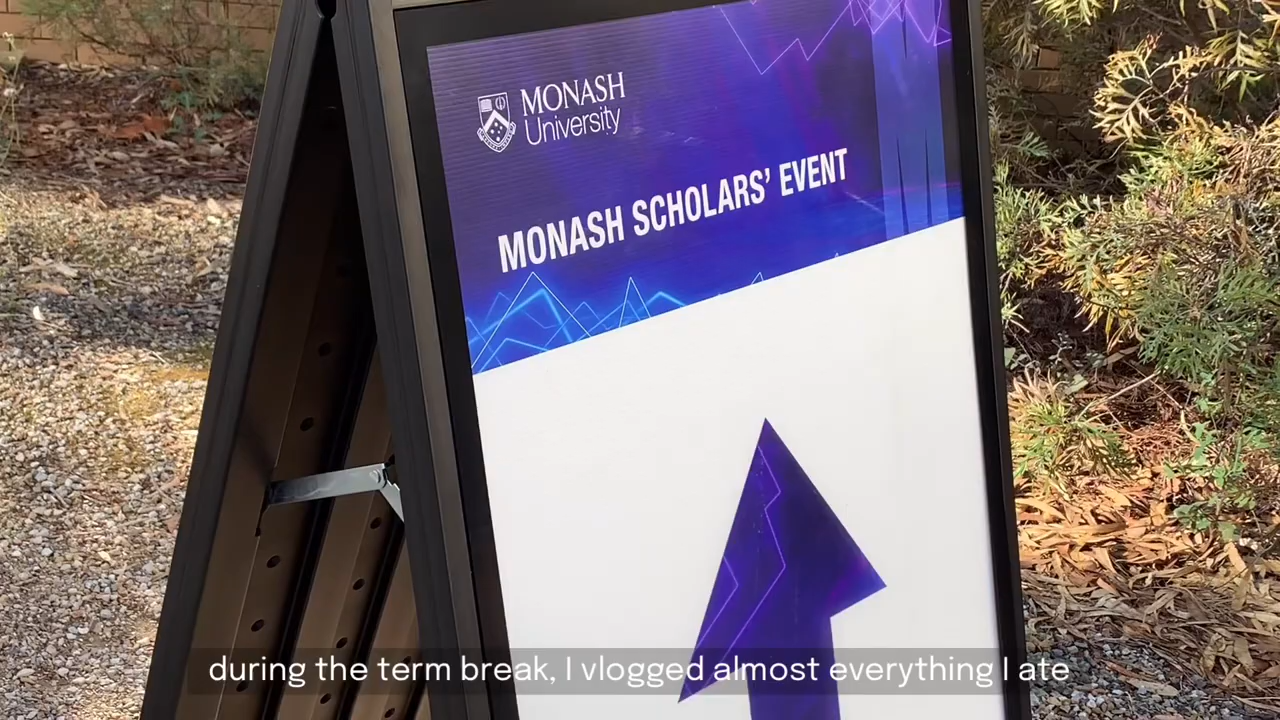 MONASH
University
MONASH SCHOLARS' EVENT
during the term break, I vlogged almost everything I ate